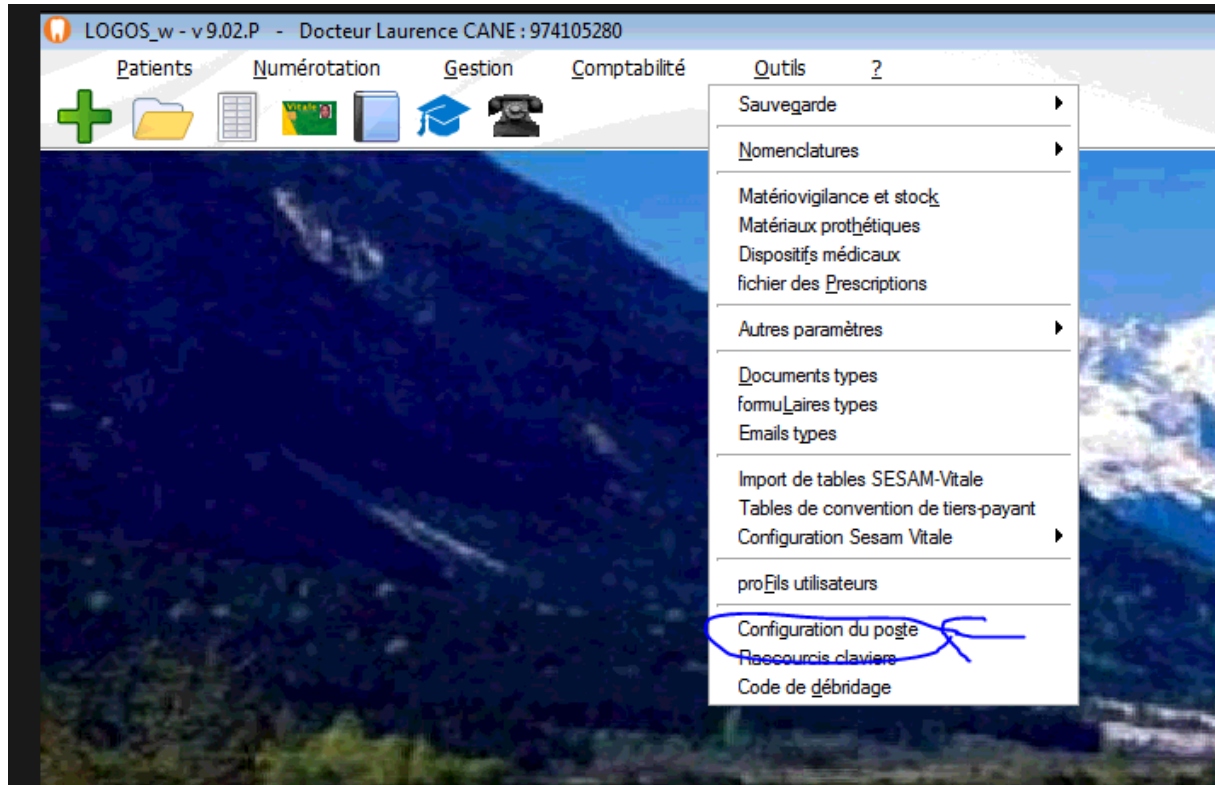 LOGOS_w - v 9.02.P - Docteur Laurence CANE : 974105280
Patients Numérotation Gestion Comptabilité Outils ?
Vitale
Sauvegarde
Nomenclatures
Matériovigilance et stock
Matériaux prothétiques
Dispositifs médicaux
fichier des Prescriptions
Autres paramètres
Documents types
formuLaires types
Emails types
Import de tables SESAM-Vitale
Tables de convention de tiers-payant
Configuration Sesam Vitale
proFils utilisateurs
Configuration du poste
Raccourcis claviers
Code de débridage